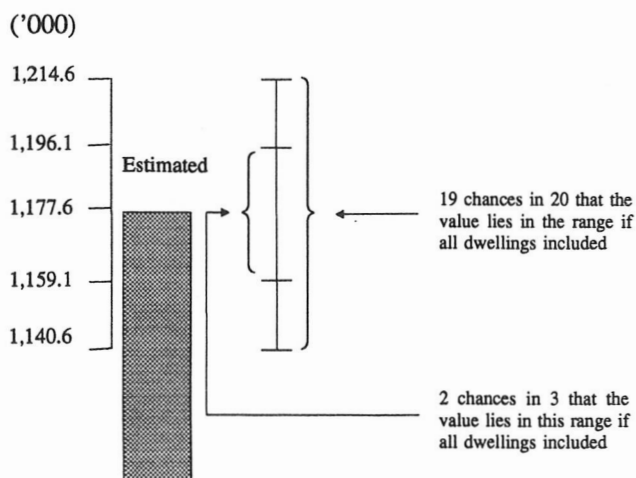 ('000)
1,214.6
1,196.1
Estimated
1,177.6
1,159.1
1,140.6
19 chances in 20 that the
value lies in the range if
all dwellings included
2 chances in 3 that the
value lies in this range if
all dwellings included